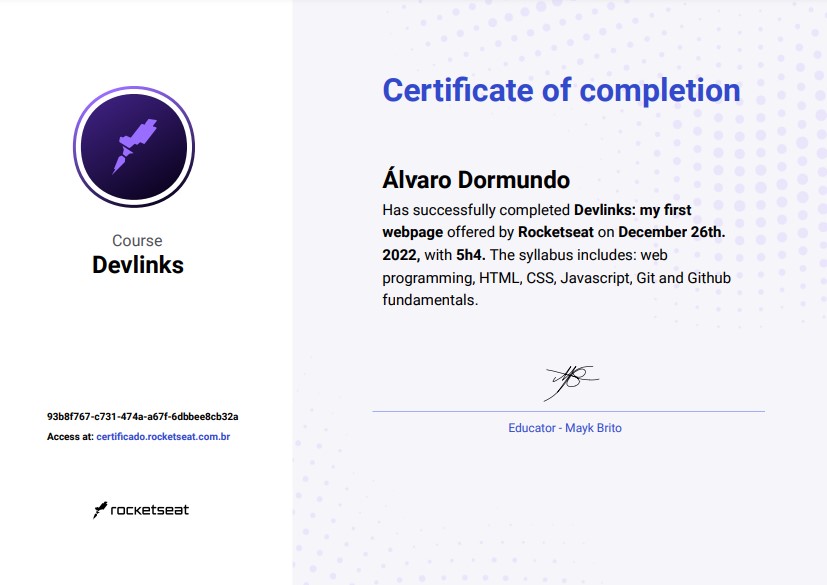 Certificate of completion
Álvaro Dormundo
Has successfully completed Devlinks: my first
webpage offered by Rocketseat on December 26th.
2022, with 5h4. The syllabus includes: web
programming, HTML, CSS, Javascript, Git and Github
fundamentals.
Educator - Mayk Brito
Course
Devlinks
93b8f767-c731-474a-a67f-6dbbee8cb32a
Access at: certificado.rocketseat.com.br
rocketseat